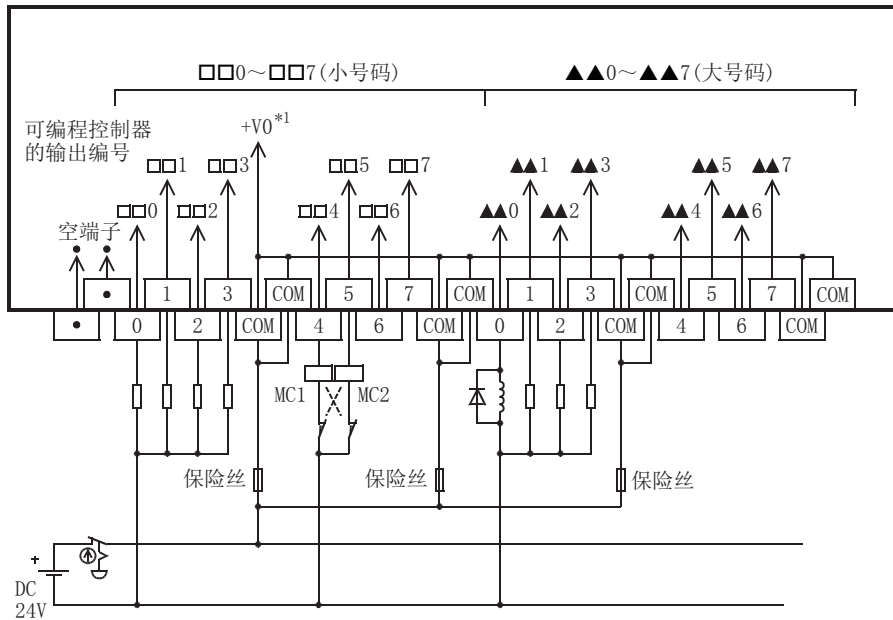 □□0～□□7(小号码)
▲▲0～▲▲7(大号码)
可编程控制器
的输出编号
+V0*1
□□1
□□3
□□5
□□7
▲▲1
▲▲3
▲▲5
▲▲7
□□0
□□2
□□4
□□6
▲▲0
▲▲2
▲▲4
▲▲6
空端子
• 1 3 COM 5 7 COM 1 3 COM 5 7 COM
• 0 2 COM 4 6 COM 0 2 COM 4 6 COM
MC1
MC2
保险丝
保险丝
保险丝
+
DC
24V